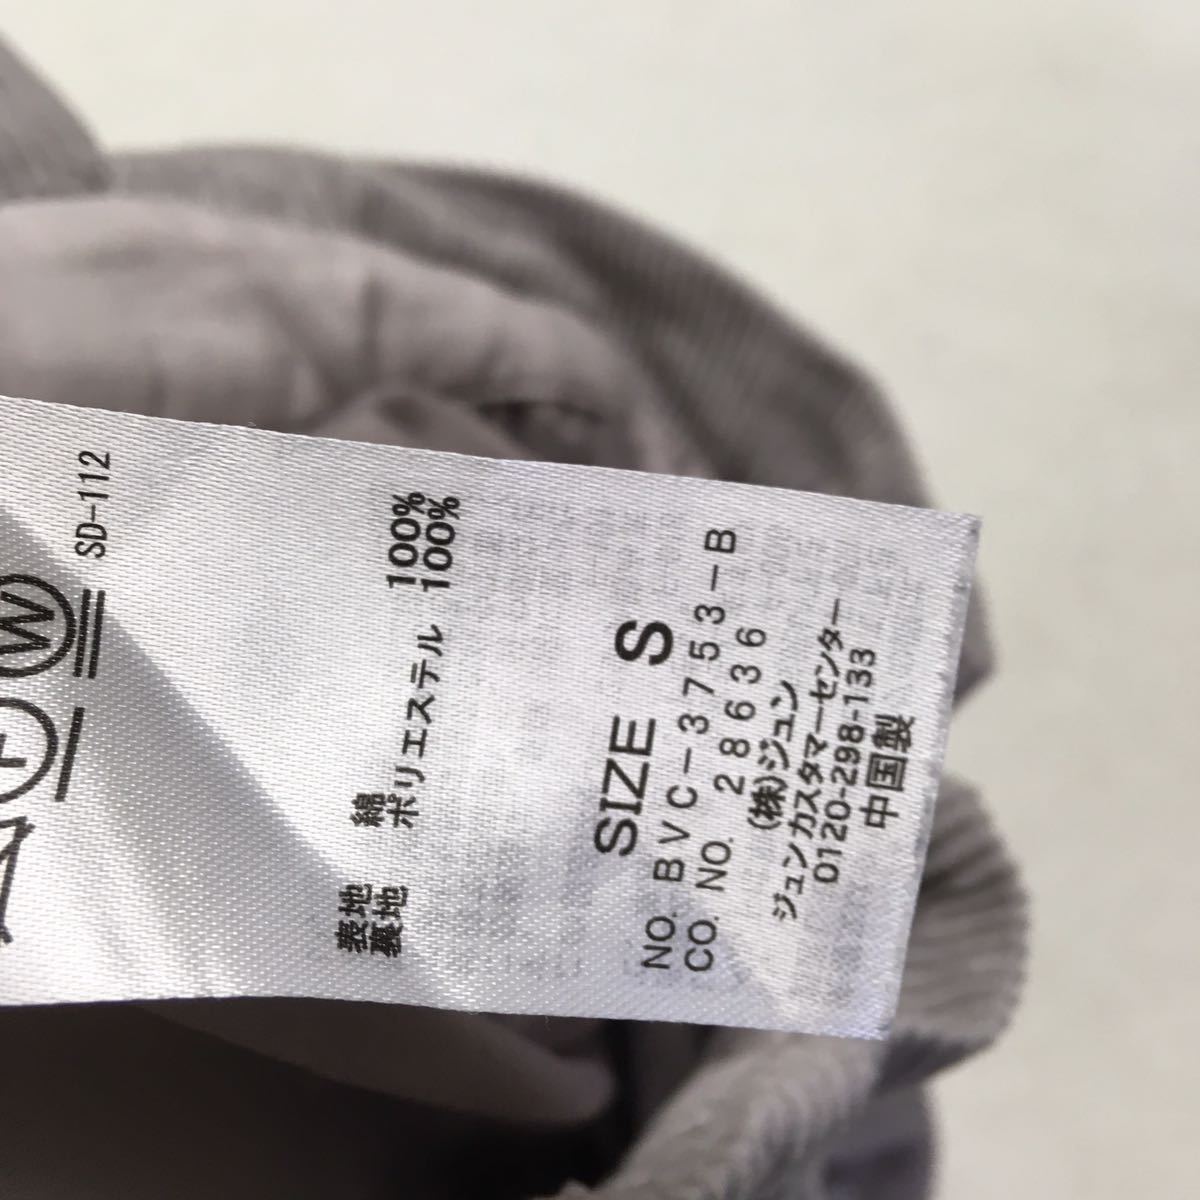 SD-112
表地 綿 100%
裏地 ポリエステル 100%
SIZE S
NO. BVC-3753-B
CO. NO. 28636
(株)ジュン
ジュンカスタマーセンター
0120-298-133
中国製